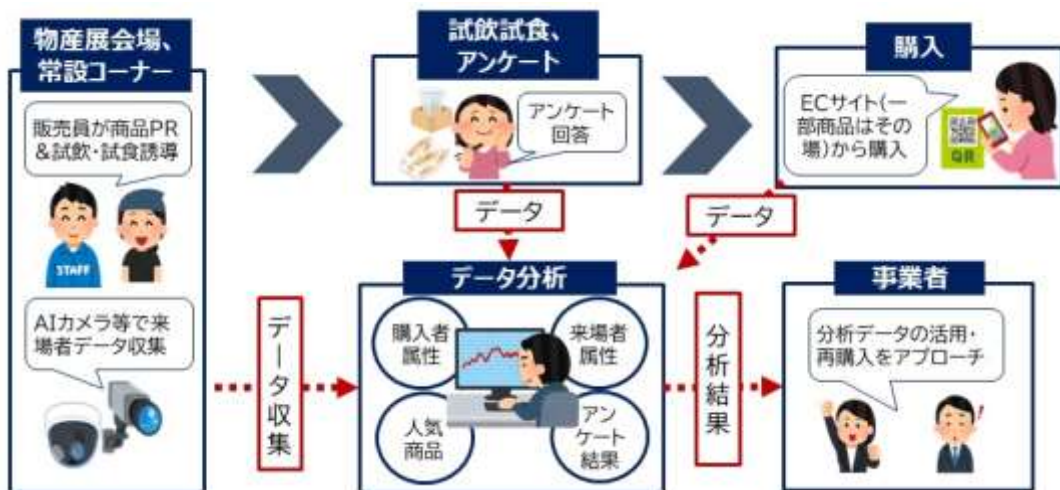 物産展会場、
常設コーナー
販売員が商品PR
＆試飲・試食誘導
STAFF
AIカメラ等で来
場者データ収集
試飲試食、
アンケート
アンケート
回答
購入
ECサイト(一
部商品はその
場)から購入
QR
データ
データ
データ収集
データ分析
購入者
属性
来場者
属性
人気
商品
アン
ケート
結果
分析結果
事業者
分析データの活用・
再購入をアプローチ